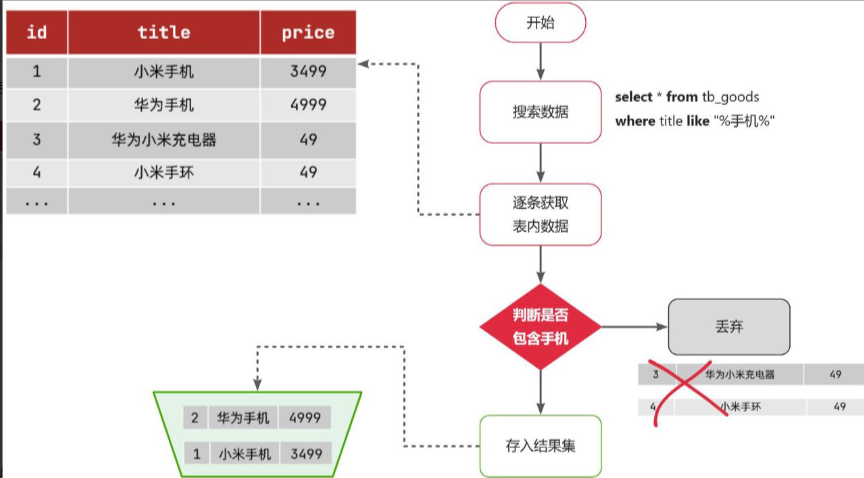 id title price
1 小米手机 3499
2 华为手机 4999
3 华为小米充电器 49
4 小米手环 49
... ... ...
开始
搜索数据
select * from tb_goods
where title like "%手机%"
逐条获取
表内数据
判断是否
包含手机
丢弃
3 华为小米充电器 49
4 小米手环 49
存入结果集
2 华为手机 4999
1 小米手机 3499